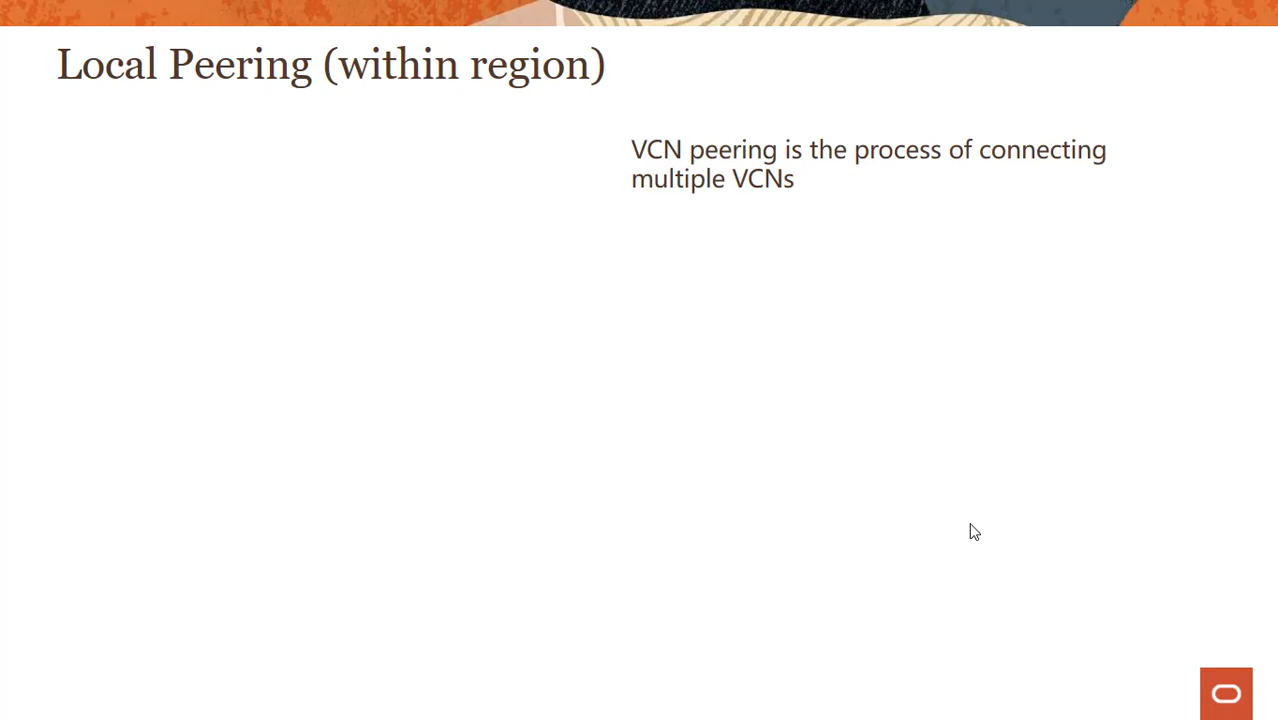 Local Peering (within region)
VCN peering is the process of connecting
multiple VCNs